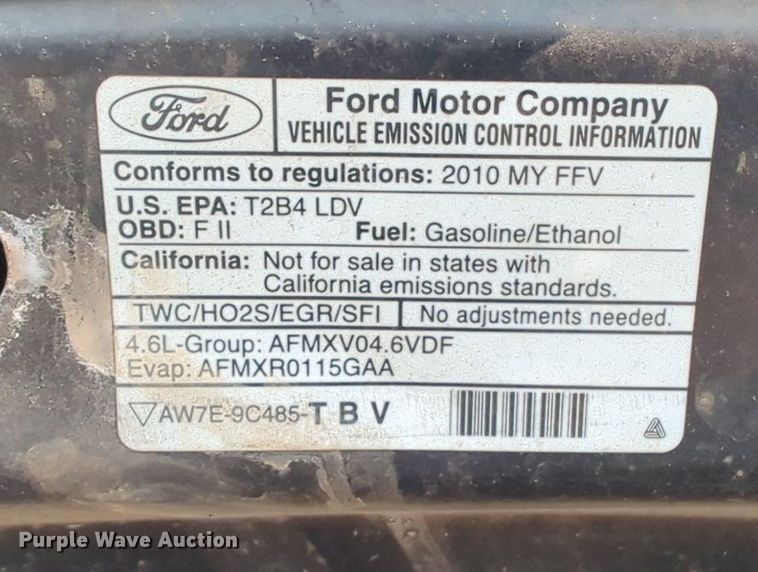 Ford
Ford Motor Company
VEHICLE EMISSION CONTROL INFORMATION
Conforms to regulations: 2010 MY FFV
U.S. EPA: T2B4 LDV
OBD: F II Fuel: Gasoline/Ethanol
California: Not for sale in states with
California emissions standards.
TWC/HO2S/EGR/SFI No adjustments needed.
4.6L-Group: AFMXV04.6VDF
Evap: AFMXR0115GAA
AW7E-9C485-T B V
Purple Wave Auction